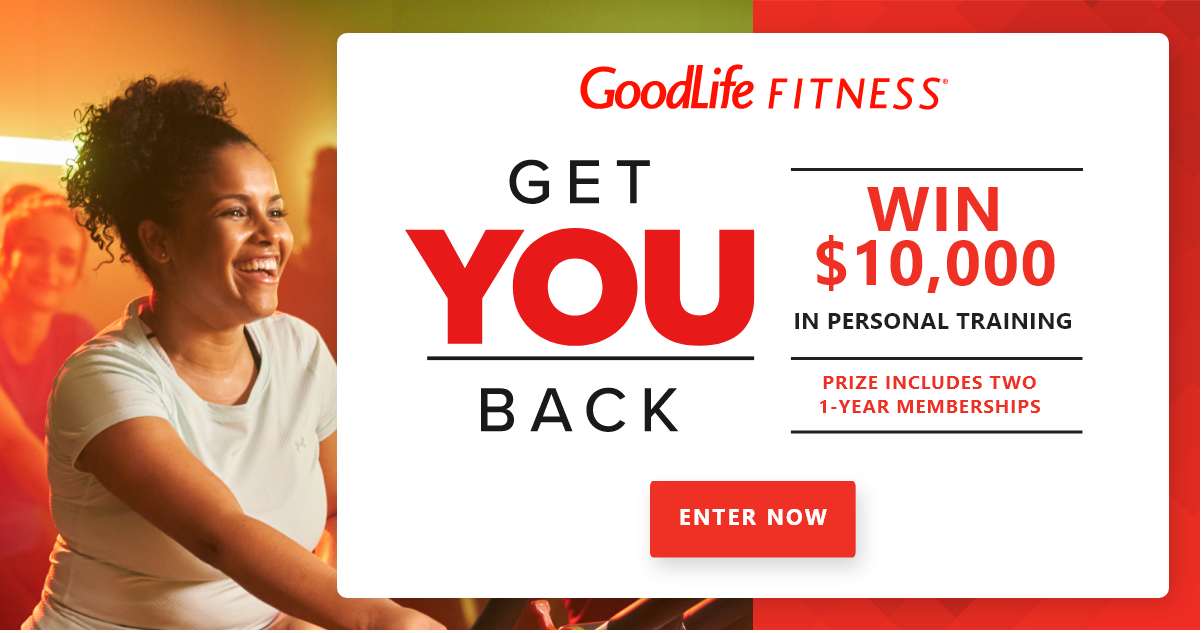 GoodLife FITNESS®
GET
YOU
BACK
WIN
$10,000
IN PERSONAL TRAINING
PRIZE INCLUDES TWO
1-YEAR MEMBERSHIPS
ENTER NOW